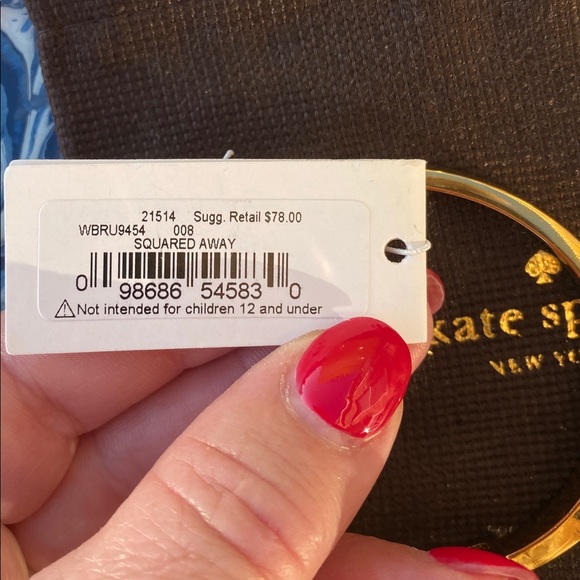 21514 Sugg. Retail $78.00
WBRU9454 008
SQUARED AWAY
0 98686 54583 0
Not intended for children 12 and under
kate sp
NEW YO